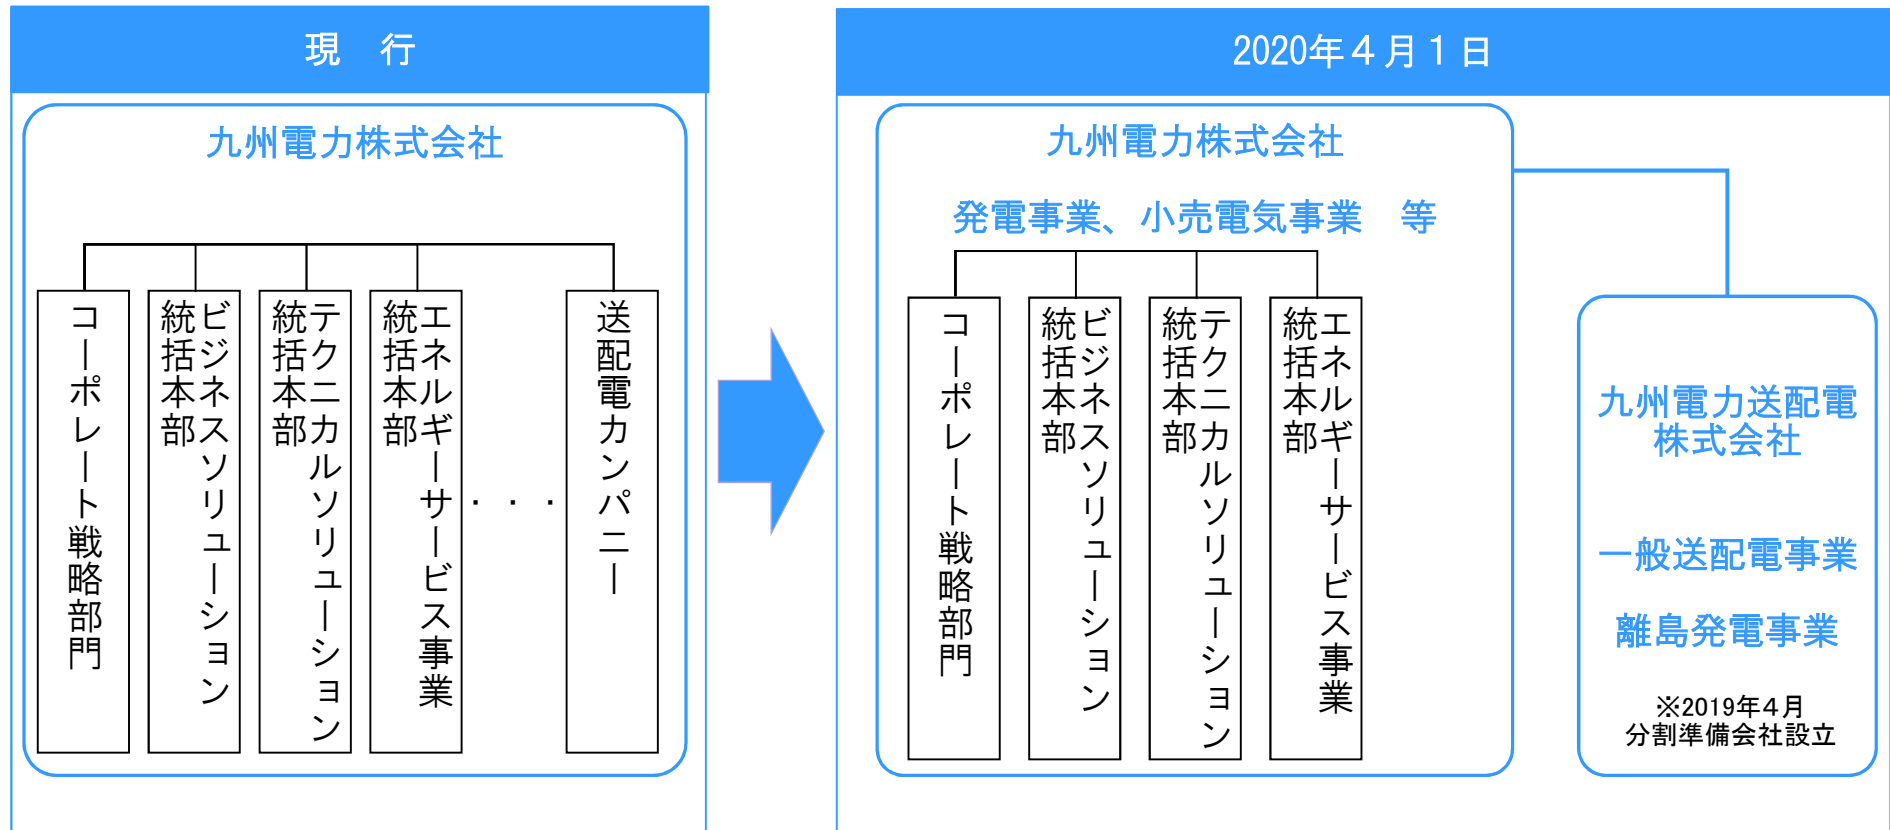 現　行
九州電力株式会社
コーポレート戦略部門
ビジネスソリューション
統括本部
テクニカルソリューション
統括本部
エネルギーサービス事業
統括本部
・・・
送配電カンパニー
2020年４月１日
九州電力株式会社
発電事業、小売電気事業　等
コーポレート戦略部門
ビジネスソリューション
統括本部
テクニカルソリューション
統括本部
エネルギーサービス事業
統括本部
九州電力送配電
株式会社
一般送配電事業
離島発電事業
※2019年４月
分割準備会社設立